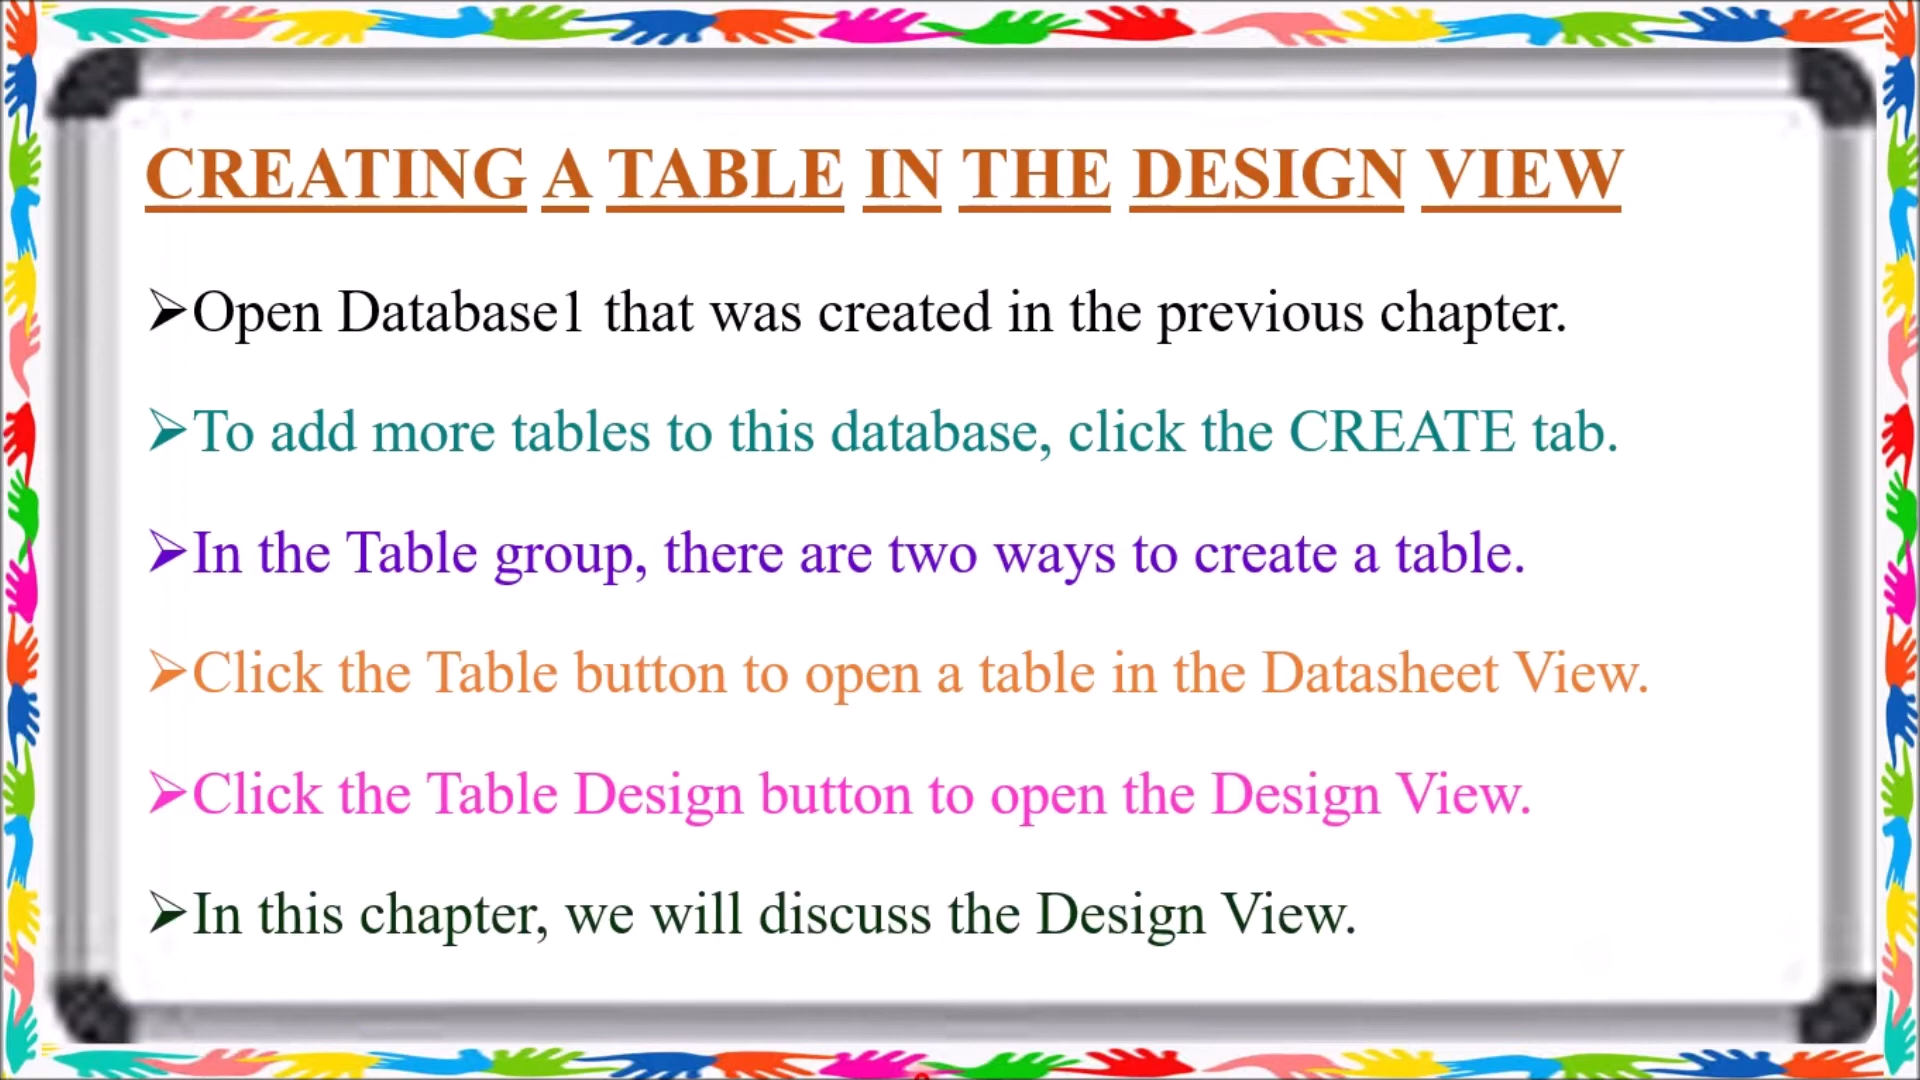 CREATING A TABLE IN THE DESIGN VIEW
➢Open Database1 that was created in the previous chapter.
➢To add more tables to this database, click the CREATE tab.
➢In the Table group, there are two ways to create a table.
➢Click the Table button to open a table in the Datasheet View.
➢Click the Table Design button to open the Design View.
➢In this chapter, we will discuss the Design View.